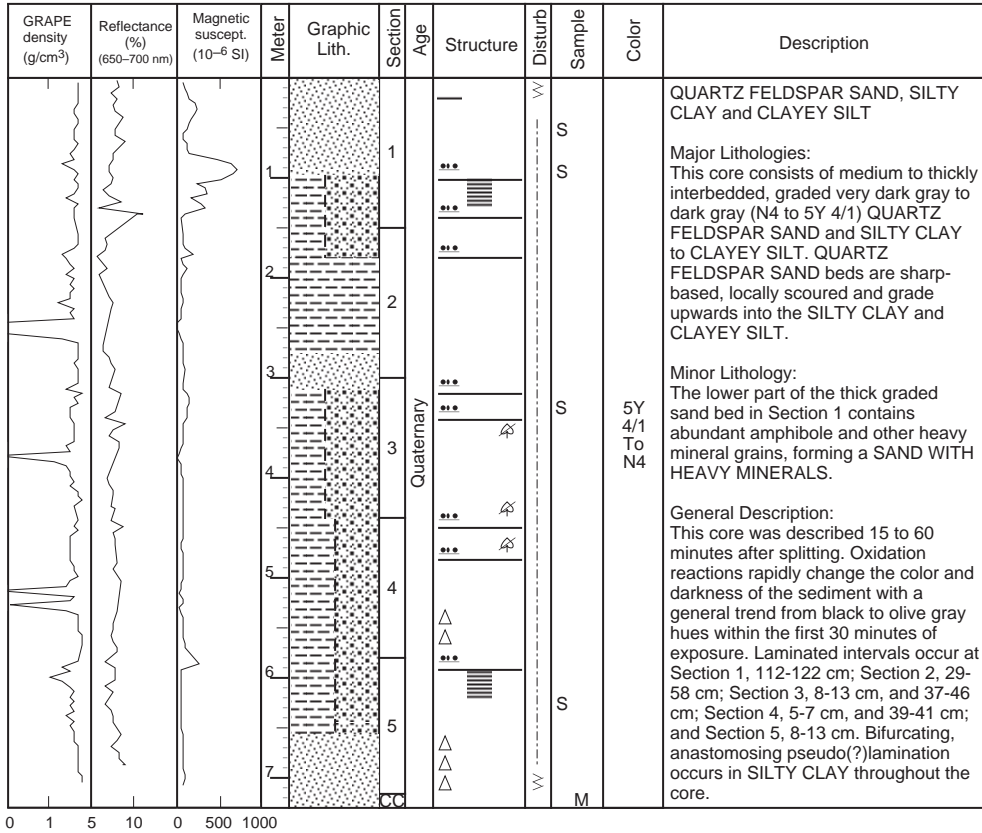 GRAPE
density
(g/cm3)
Reflectance
(%)
(650–700 nm)
Magnetic
suscept.
(10–6 SI)
Meter
Graphic
Lith.
Section
Age
Structure
Disturb
Sample
Color
Description
1
2
3
4
5
6
7
1
2
3
4
5
CC
Quaternary
S
S
S
S
M
5Y
4/1
To
N4
QUARTZ FELDSPAR SAND, SILTY
CLAY and CLAYEY SILT
Major Lithologies:
This core consists of medium to thickly
interbedded, graded very dark gray to
dark gray (N4 to 5Y 4/1) QUARTZ
FELDSPAR SAND and SILTY CLAY
to CLAYEY SILT. QUARTZ
FELDSPAR SAND beds are sharp-
based, locally scoured and grade
upwards into the SILTY CLAY and
CLAYEY SILT.
Minor Lithology:
The lower part of the thick graded
sand bed in Section 1 contains
abundant amphibole and other heavy
mineral grains, forming a SAND WITH
HEAVY MINERALS.
General Description:
This core was described 15 to 60
minutes after splitting. Oxidation
reactions rapidly change the color and
darkness of the sediment with a
general trend from black to olive gray
hues within the first 30 minutes of
exposure. Laminated intervals occur at
Section 1, 112-122 cm; Section 2, 29-
58 cm; Section 3, 8-13 cm, and 37-46
cm; Section 4, 5-7 cm, and 39-41 cm;
and Section 5, 8-13 cm. Bifurcating,
anastomosing pseudo(?)lamination
occurs in SILTY CLAY throughout the
core.
0 1 5 10 0 500 1000